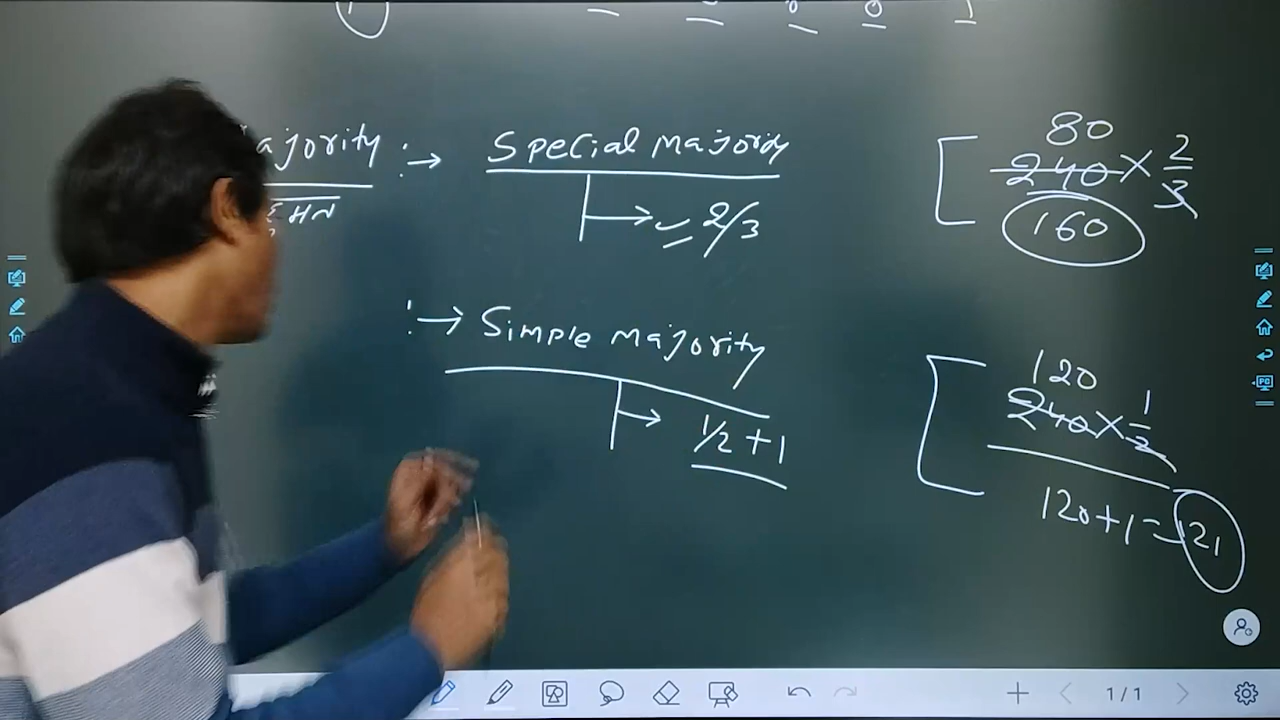 ajority :→ Special majority
→ 2/3
80
240 × 2/3
160
:→ Simple majority
→ 1/2 + 1
120
240 × 1/2
120+1=121
1/1